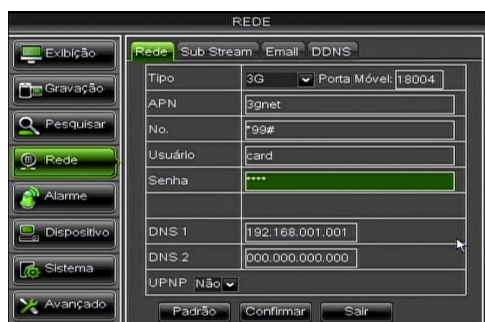 REDE
Exibição
Gravação
Pesquisar
Rede
Alarme
Dispositivo
Sistema
Avançado
Rede Sub Stream Email DDNS
Tipo 3G Porta Móvel: 18004
APN 3gnet
No. *99#
Usuário card
Senha ****
DNS 1 192.168.001.001
DNS 2 000.000.000.000
UPNP Não
Padrão Confirmar Sair